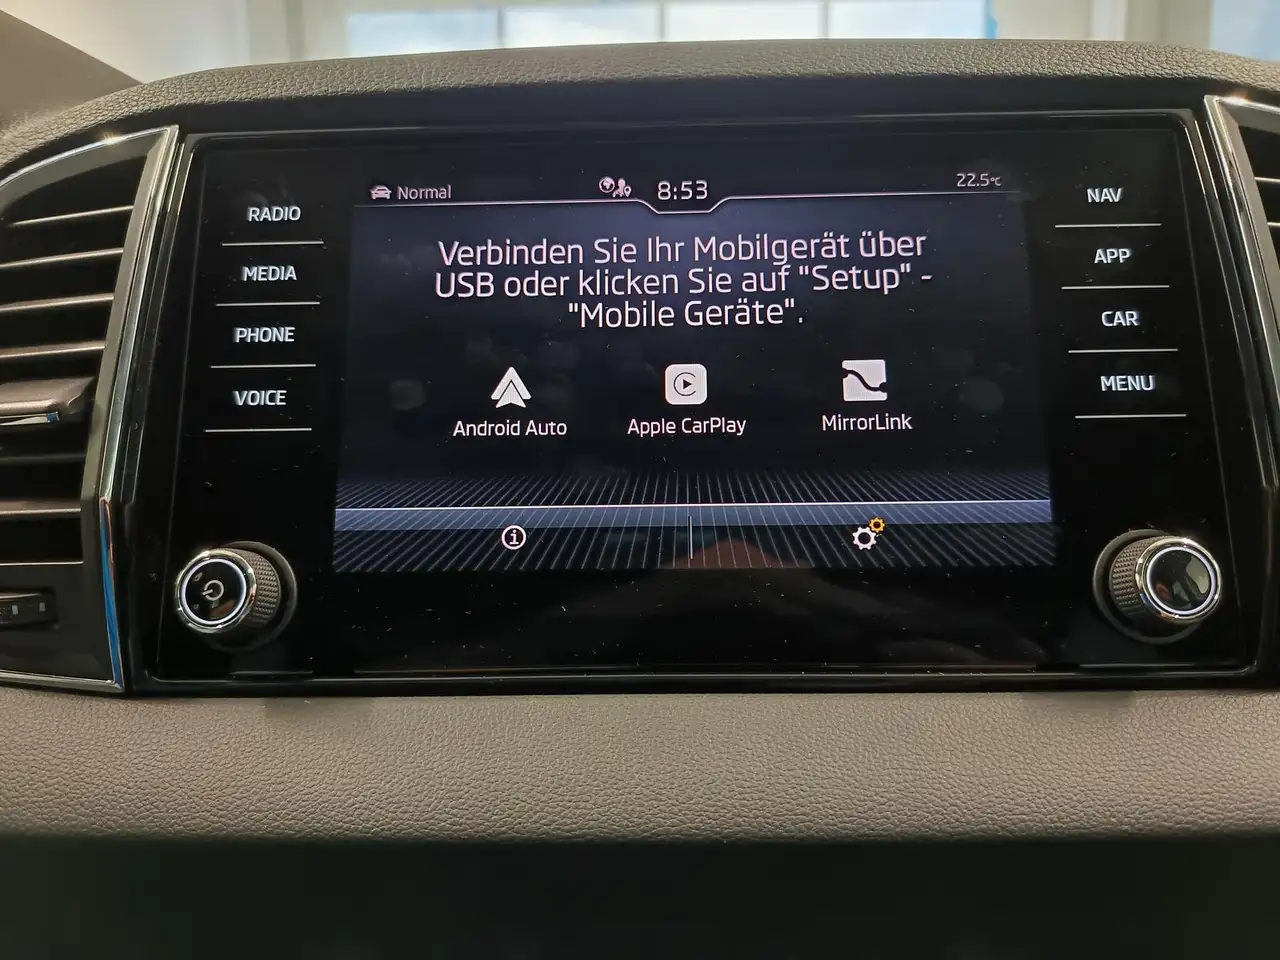 Normal
8:53
22.5°C
RADIO
MEDIA
PHONE
VOICE
Verbinden Sie Ihr Mobilgerät über
USB oder klicken Sie auf "Setup" -
"Mobile Geräte".
Android Auto
Apple CarPlay
MirrorLink
NAV
APP
CAR
MENU